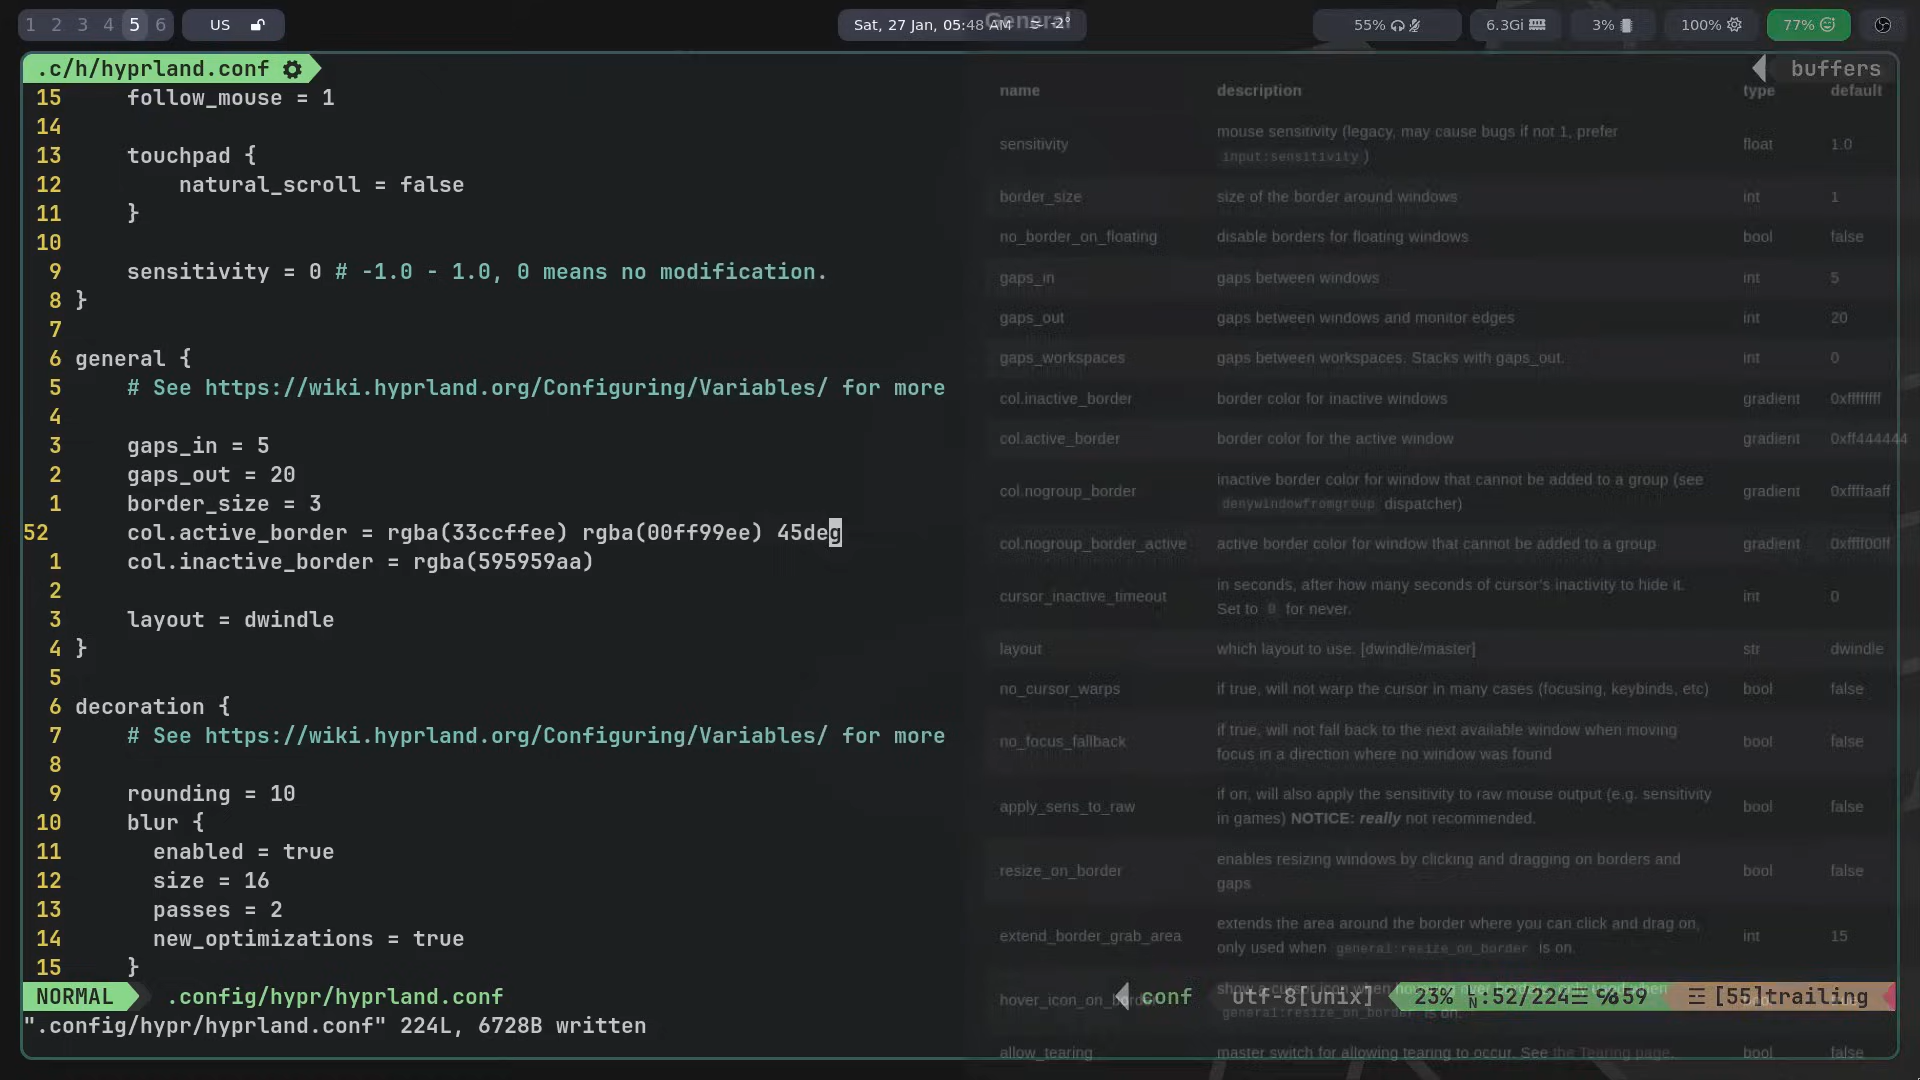 1 2 3 4 5 6
US
Sat, 27 Jan, 05:48 AM -2°
General
55%
6.3Gi
3%
100%
77%
.c/h/hyprland.conf
buffers
15 follow_mouse = 1
14
13 touchpad {
12 natural_scroll = false
11 }
10
9 sensitivity = 0 # -1.0 - 1.0, 0 means no modification.
8 }
7
6 general {
5 # See https://wiki.hyprland.org/Configuring/Variables/ for more
4
3 gaps_in = 5
2 gaps_out = 20
1 border_size = 3
52 col.active_border = rgba(33ccffee) rgba(00ff99ee) 45deg
1 col.inactive_border = rgba(595959aa)
2
3 layout = dwindle
4 }
5
6 decoration {
7 # See https://wiki.hyprland.org/Configuring/Variables/ for more
8
9 rounding = 10
10 blur {
11 enabled = true
12 size = 16
13 passes = 2
14 new_optimizations = true
15 }
name description type default
sensitivity mouse sensitivity (legacy, may cause bugs if not 1, prefer float 1.0
input:sensitivity )
border_size size of the border around windows int 1
no_border_on_floating disable borders for floating windows bool false
gaps_in gaps between windows int 5
gaps_out gaps between windows and monitor edges int 20
gaps_workspaces gaps between workspaces. Stacks with gaps_out. int 0
col.inactive_border border color for inactive windows gradient 0xffffffff
col.active_border border color for the active window gradient 0xff444444
col.nogroup_border inactive border color for window that cannot be added to a group (see gradient 0xffffaaff
denywindowfromgroup dispatcher)
col.nogroup_border_active active border color for window that cannot be added to a group gradient 0xffff00ff
cursor_inactive_timeout in seconds, after how many seconds of cursor's inactivity to hide it. int 0
Set to 0 for never.
layout which layout to use. [dwindle/master] str dwindle
no_cursor_warps if true, will not warp the cursor in many cases (focusing, keybinds, etc) bool false
no_focus_fallback if true, will not fall back to the next available window when moving bool false
focus in a direction where no window was found
apply_sens_to_raw if on, will also apply the sensitivity to raw mouse output (e.g. sensitivity bool false
in games) NOTICE: really not recommended.
resize_on_border enables resizing windows by clicking and dragging on borders and bool false
gaps
extend_border_grab_area extends the area around the border where you can click and drag on, int 15
only used when general:resize_on_border is on.
hover_icon_on_border show a cursor icon when hovering over borders, only used when
general:resize_on_border is on.
allow_tearing master switch for allowing tearing to occur. See the Tearing page. bool false
NORMAL .config/hypr/hyprland.conf conf utf-8[unix] 23% :52/224 59 [55]trailing
".config/hypr/hyprland.conf" 224L, 6728B written